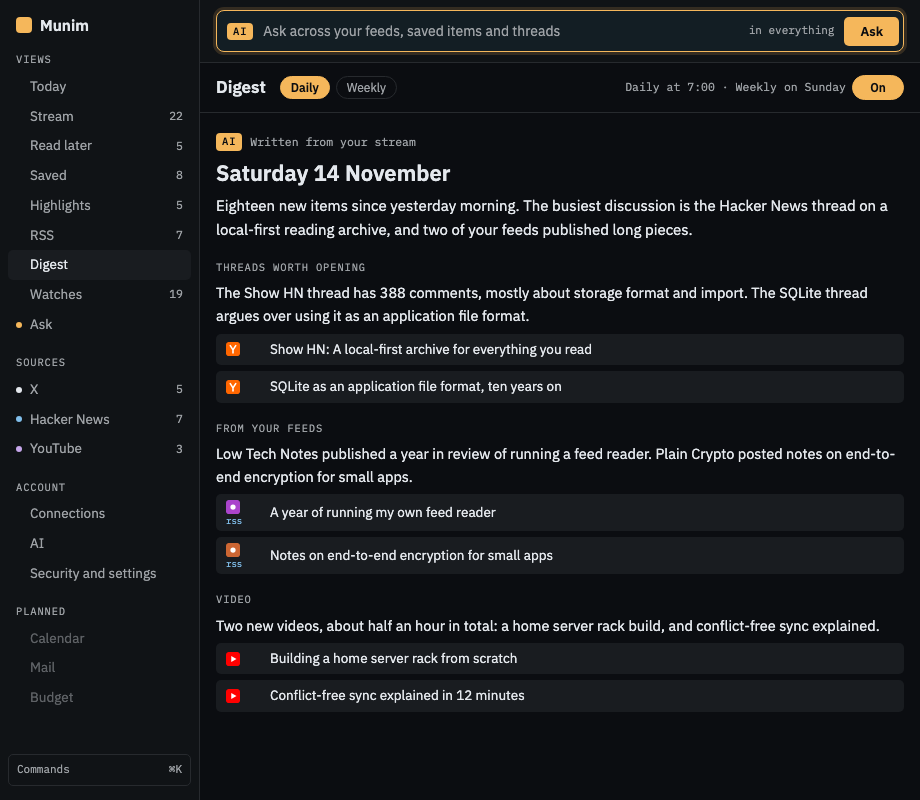 Munim
VIEWS
Today
Stream 22
Read later 5
Saved 8
Highlights 5
RSS 7
Digest
Watches 19
Ask
SOURCES
X 5
Hacker News 7
YouTube 3
ACCOUNT
Connections
AI
Security and settings
PLANNED
Calendar
Mail
Budget
Commands ⌘K
AI Ask across your feeds, saved items and threads in everything Ask
Digest Daily Weekly Daily at 7:00 · Weekly on Sunday On
AI Written from your stream
Saturday 14 November
Eighteen new items since yesterday morning. The busiest discussion is the Hacker News thread on a
local-first reading archive, and two of your feeds published long pieces.
THREADS WORTH OPENING
The Show HN thread has 388 comments, mostly about storage format and import. The SQLite thread
argues over using it as an application file format.
Y Show HN: A local-first archive for everything you read
Y SQLite as an application file format, ten years on
FROM YOUR FEEDS
Low Tech Notes published a year in review of running a feed reader. Plain Crypto posted notes on end-to-
end encryption for small apps.
rss A year of running my own feed reader
rss Notes on end-to-end encryption for small apps
VIDEO
Two new videos, about half an hour in total: a home server rack build, and conflict-free sync explained.
Building a home server rack from scratch
Conflict-free sync explained in 12 minutes